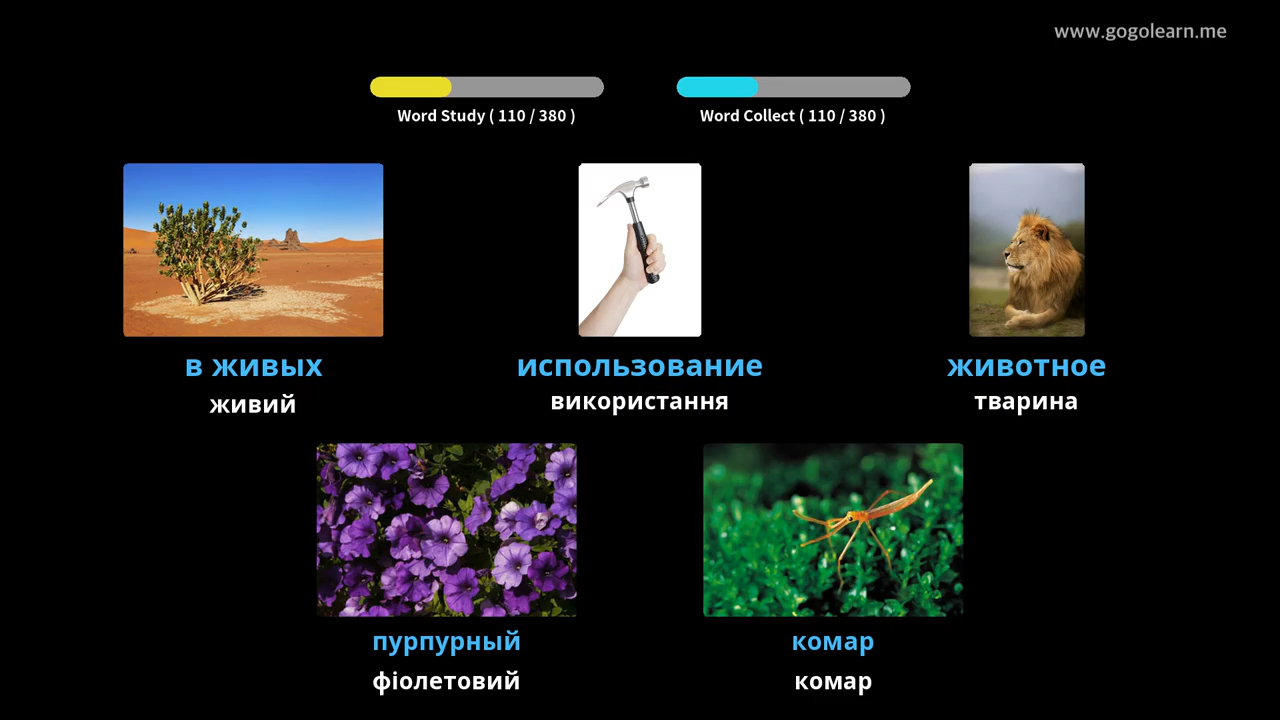 www.gogolearn.me
Word Study ( 110 / 380 )
Word Collect ( 110 / 380 )
в живых
живий
использование
використання
животное
тварина
пурпурный
фіолетовий
комар
комар